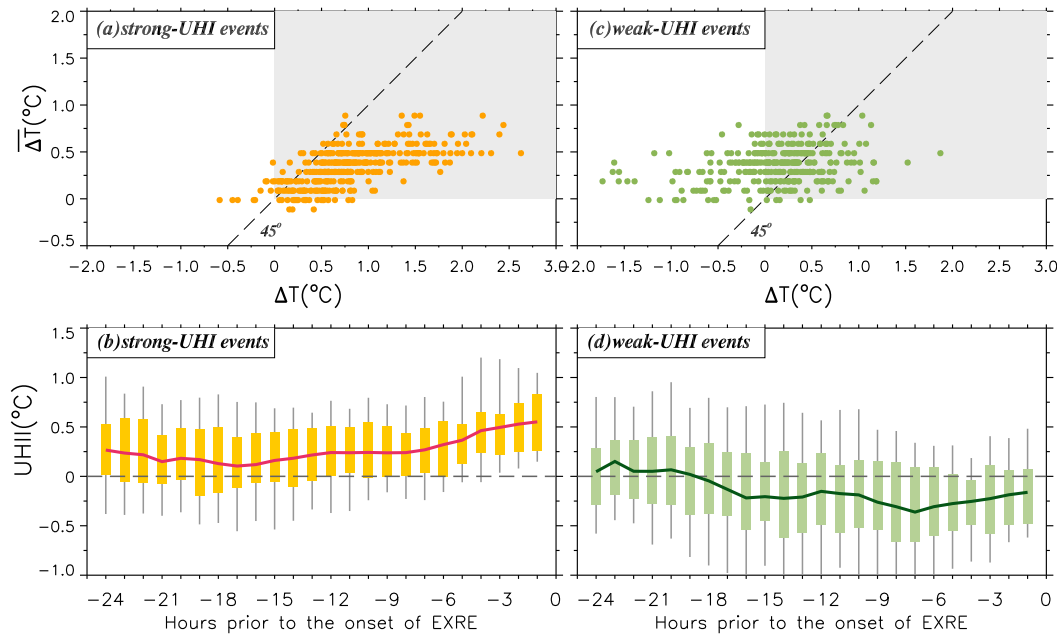 (a)strong-UHI events
(c)weak-UHI events
2.0
1.5
1.0
0.5
0
−0.5
ΔT(°C)
45°
45°
−2.0 −1.5 −1.0 −0.5 0 0.5 1.0 1.5 2.0 2.5 3.0
−2.0 −1.5 −1.0 −0.5 0 0.5 1.0 1.5 2.0 2.5 3.0
ΔT(°C)
ΔT(°C)
(b)strong-UHI events
(d)weak-UHI events
1.5
1.0
0.5
0
−0.5
−1.0
UHII(°C)
−24 −21 −18 −15 −12 −9 −6 −3 0
−24 −21 −18 −15 −12 −9 −6 −3 0
Hours prior to the onset of EXRE
Hours prior to the onset of EXRE